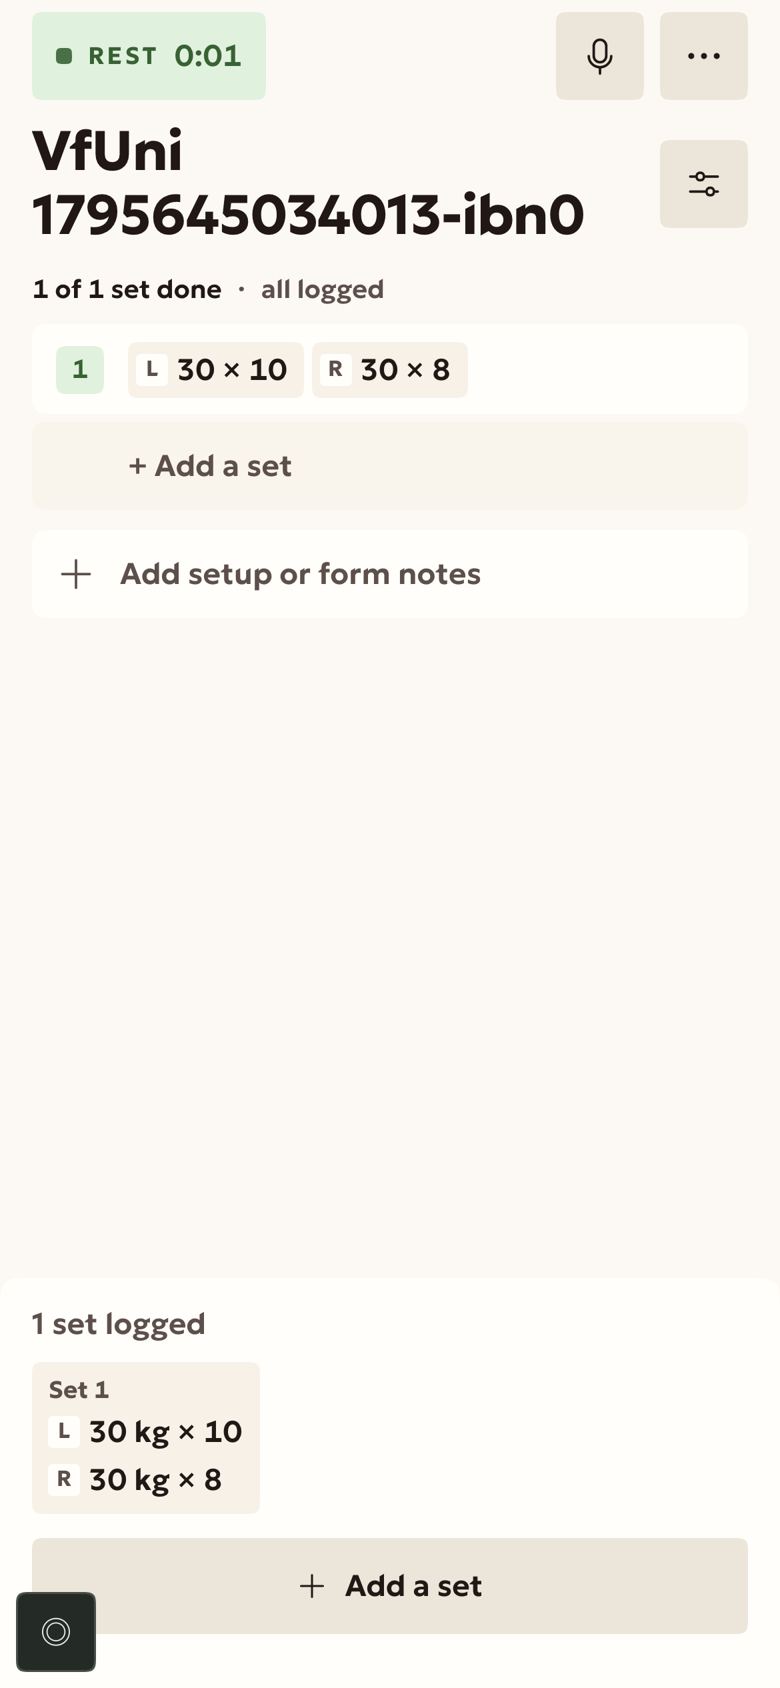 REST 0:01
VfUni
1795645034013-ibn0
1 of 1 set done · all logged
1 L 30 × 10 R 30 × 8
+ Add a set
Add setup or form notes
1 set logged
Set 1
L 30 kg × 10
R 30 kg × 8
Add a set